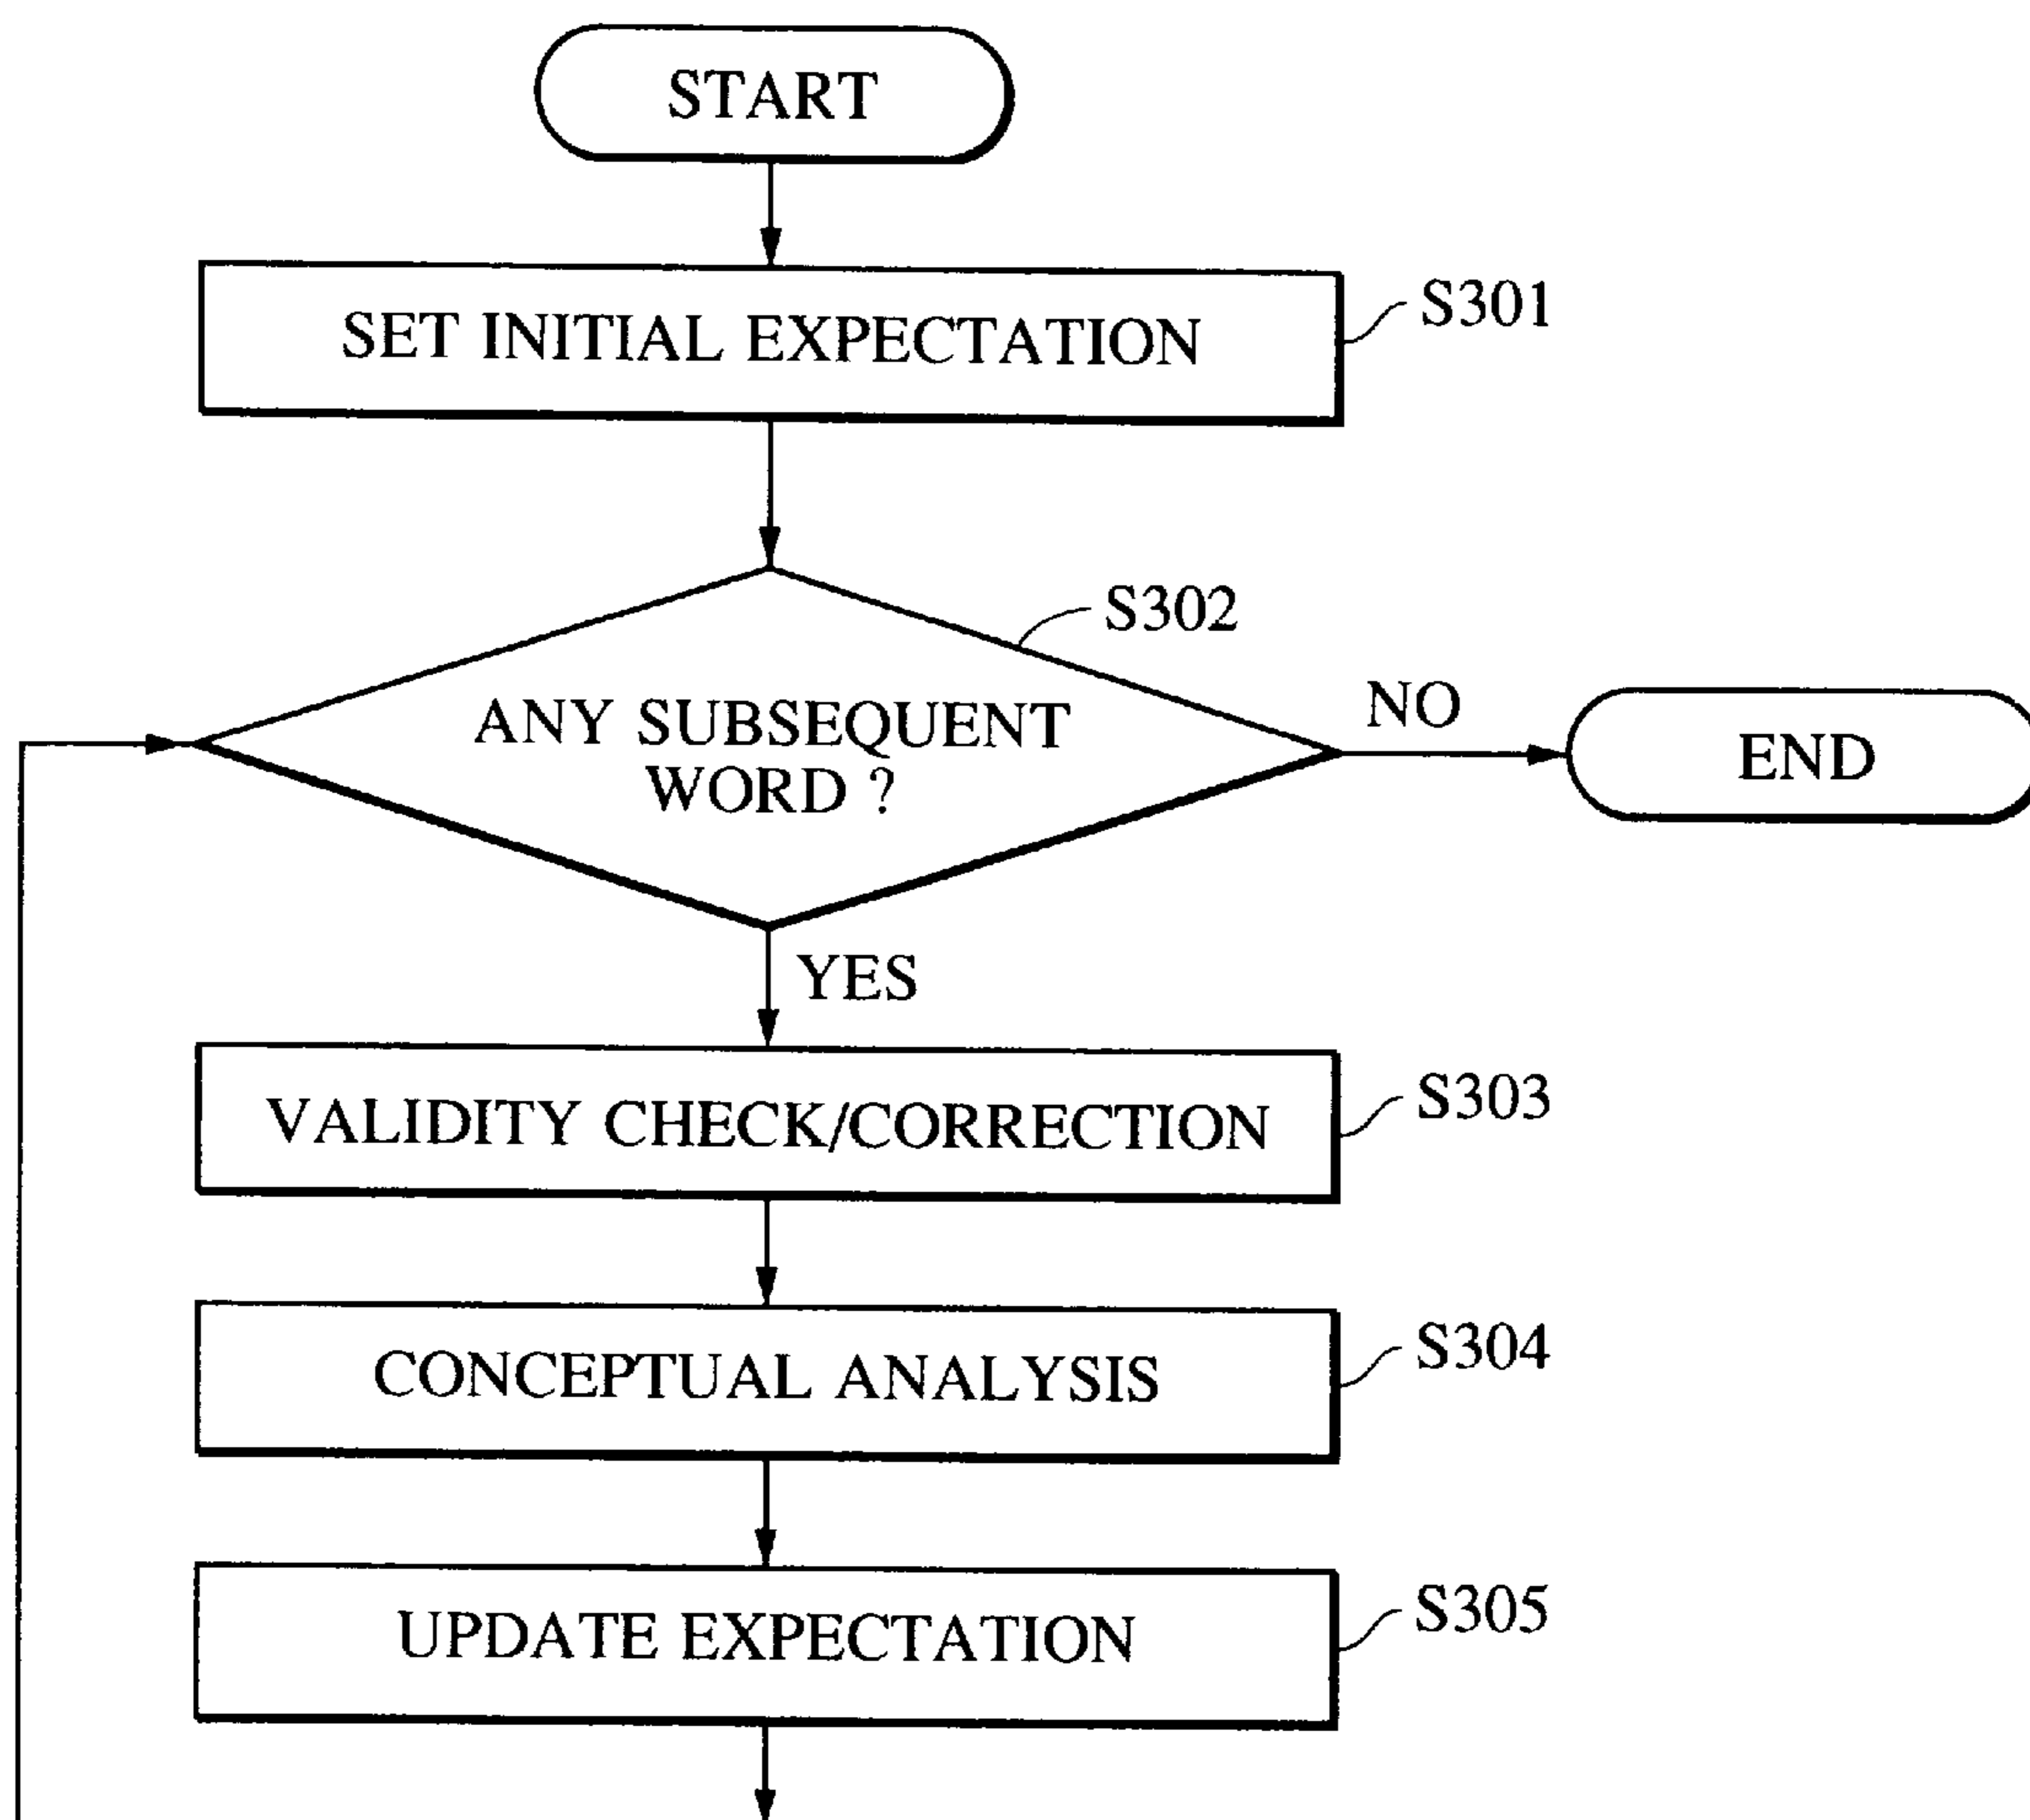 START
SET INITIAL EXPECTATION
S301
S302
ANY SUBSEQUENT
WORD ?
NO
END
YES
VALIDITY CHECK/CORRECTION
S303
CONCEPTUAL ANALYSIS
S304
UPDATE EXPECTATION
S305